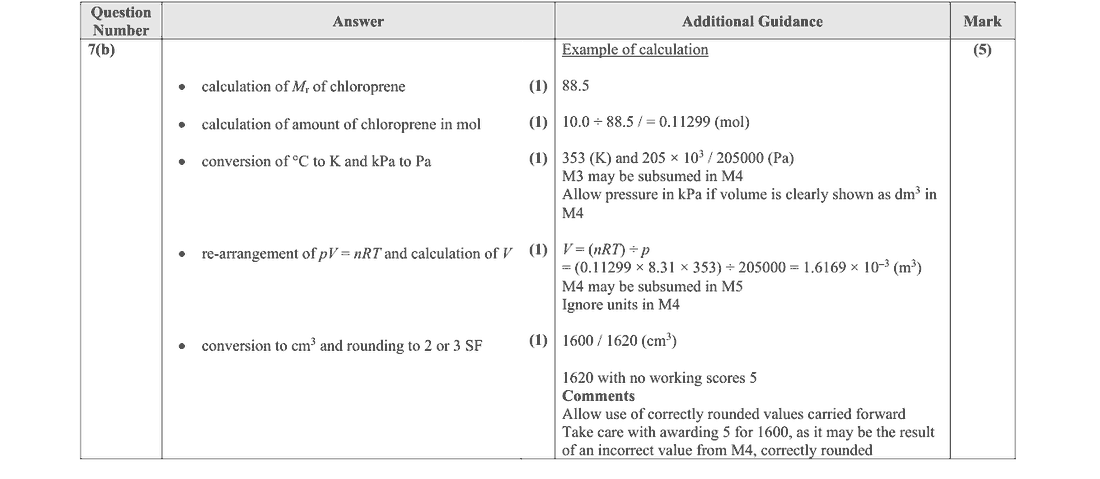 Question Number Answer Additional Guidance Mark
7(b) Example of calculation (5)
• calculation of Mr of chloroprene (1) 88.5
• calculation of amount of chloroprene in mol (1) 10.0 ÷ 88.5 / = 0.11299 (mol)
• conversion of °C to K and kPa to Pa (1) 353 (K) and 205 × 10³ / 205000 (Pa)
M3 may be subsumed in M4
Allow pressure in kPa if volume is clearly shown as dm³ in
M4
• re-arrangement of pV = nRT and calculation of V (1) V = (nRT) ÷ p
= (0.11299 × 8.31 × 353) ÷ 205000 = 1.6169 × 10⁻³ (m³)
M4 may be subsumed in M5
Ignore units in M4
• conversion to cm³ and rounding to 2 or 3 SF (1) 1600 / 1620 (cm³)
1620 with no working scores 5
Comments
Allow use of correctly rounded values carried forward
Take care with awarding 5 for 1600, as it may be the result
of an incorrect value from M4, correctly rounded